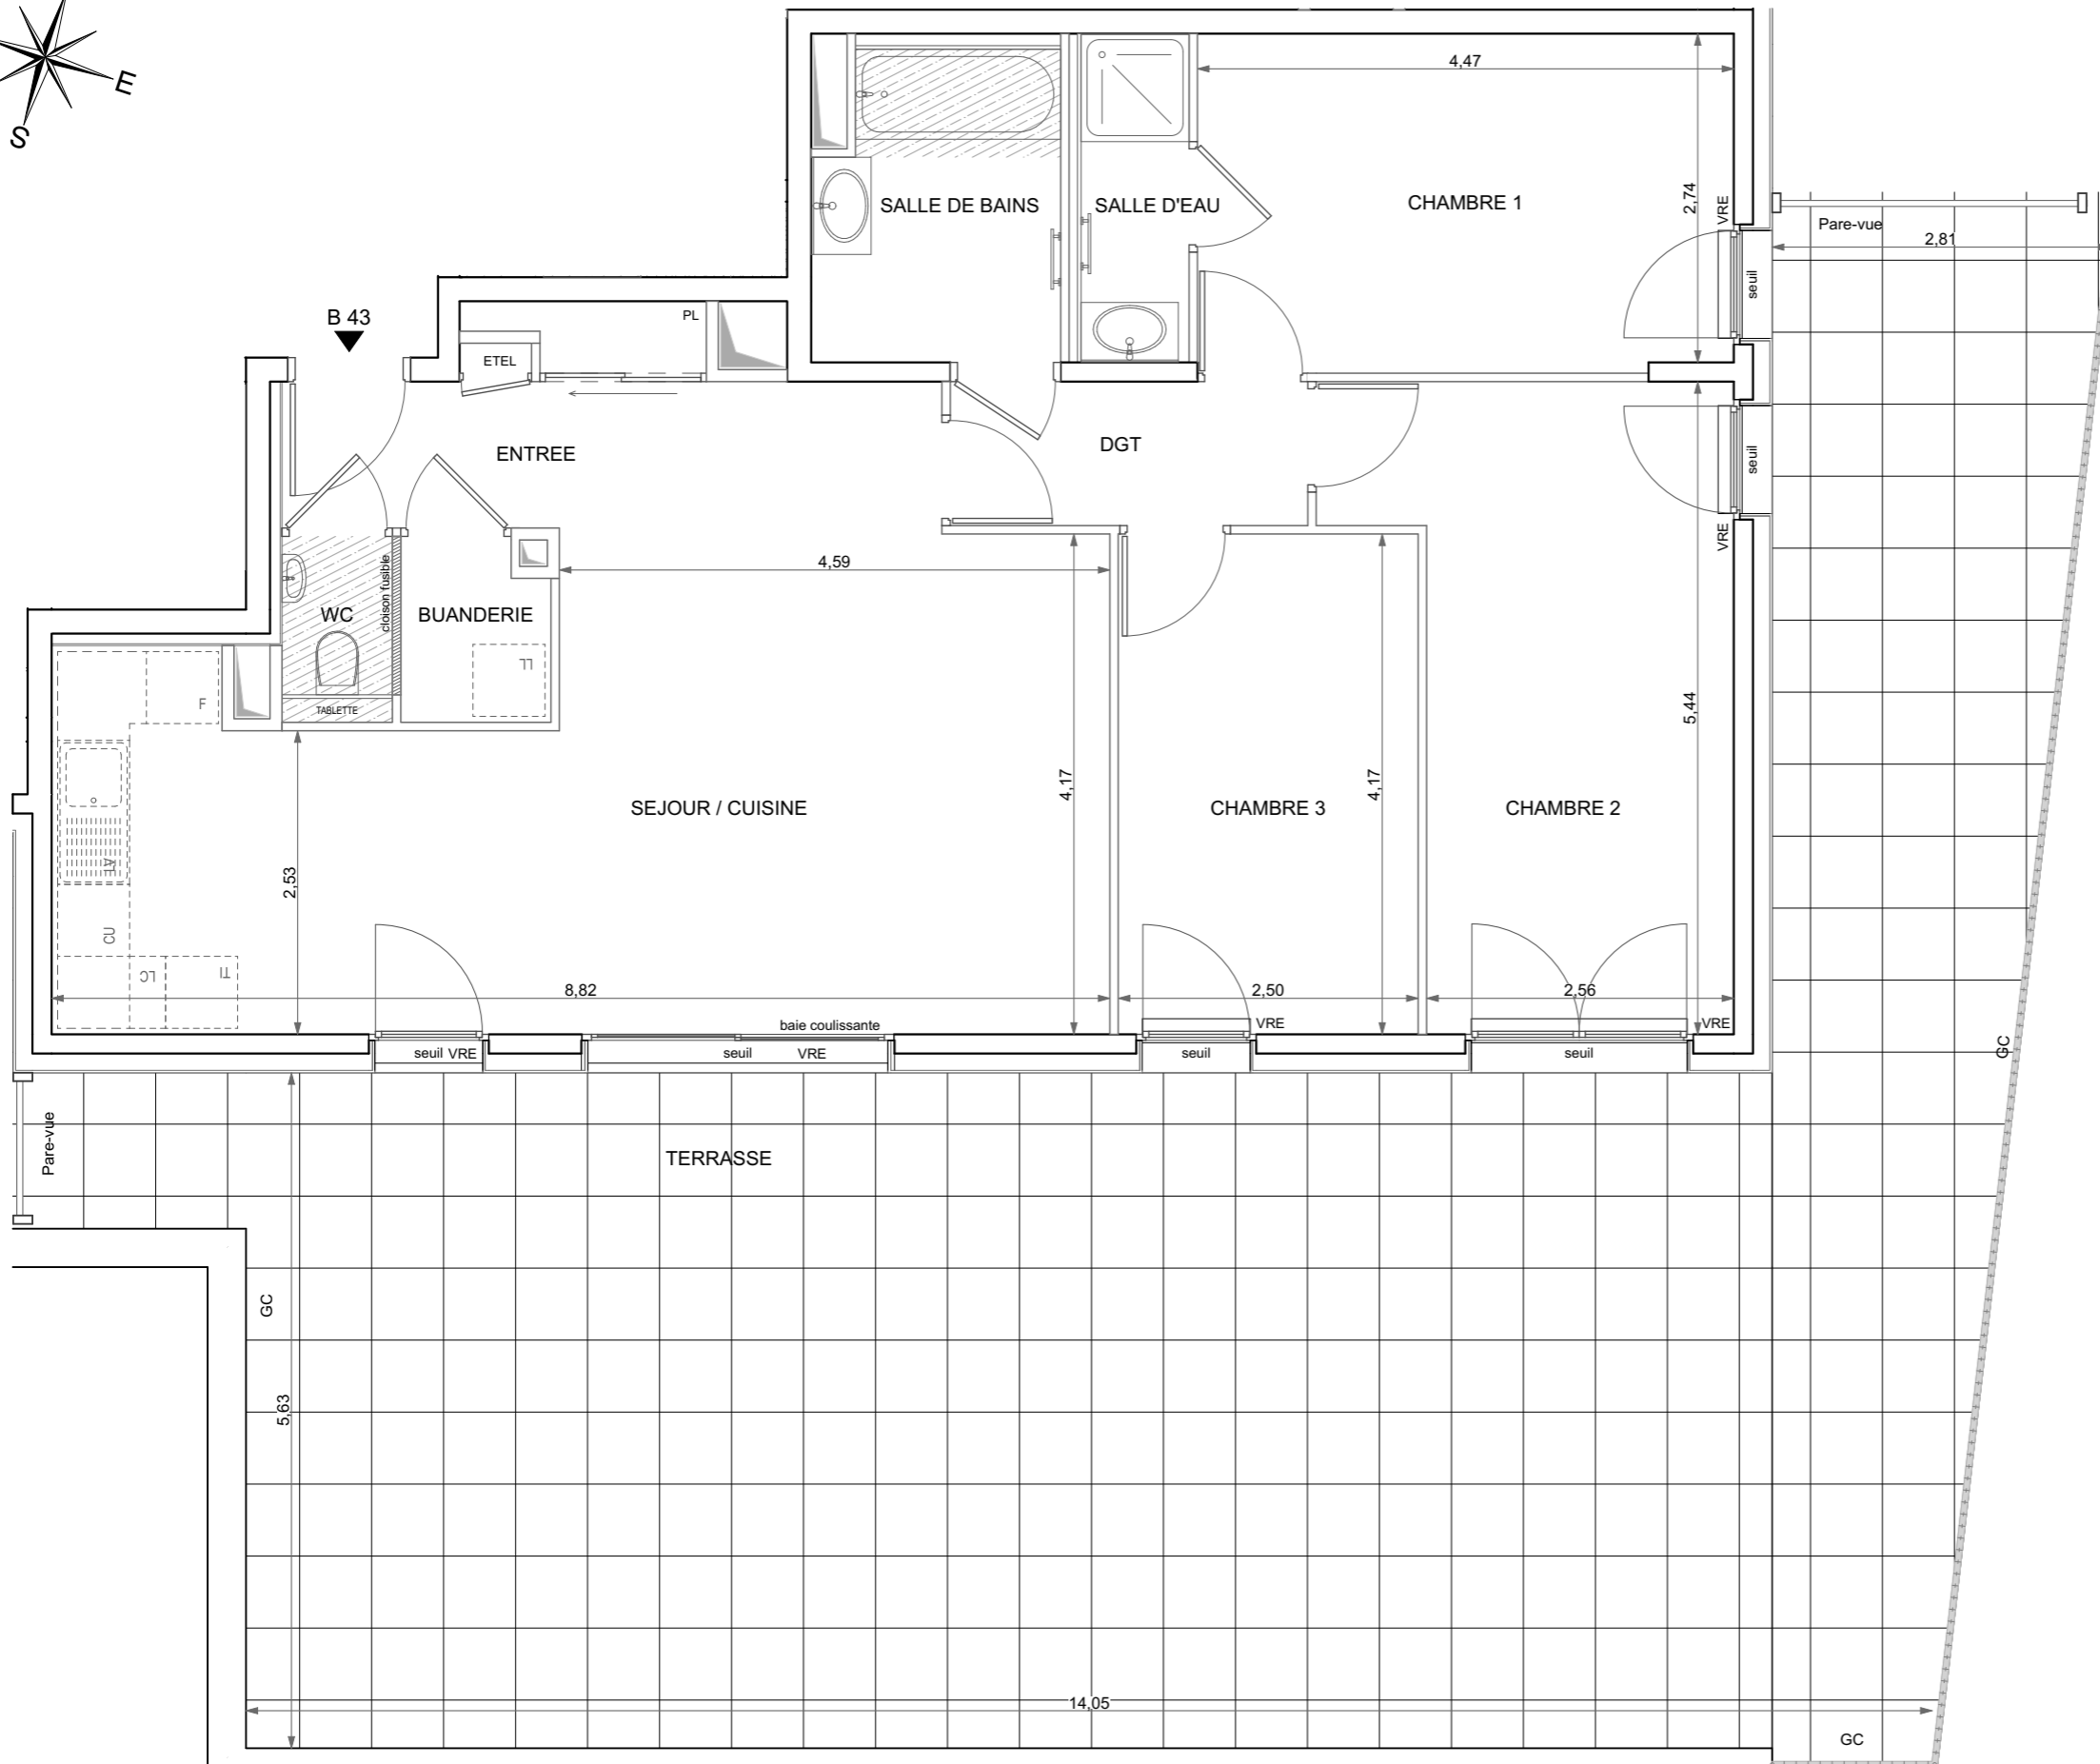 E
S
4,47
SALLE DE BAINS
SALLE D'EAU
CHAMBRE 1
2,74
VRE
Pare-vue
2,81
seuil
B 43
PL
ETEL
ENTREE
DGT
seuil
VRE
4,59
cloison fusible
WC
BUANDERIE
LL
TABLETTE
F
5,44
4,17
4,17
SEJOUR / CUISINE
CHAMBRE 3
CHAMBRE 2
LV
2,53
CU
LC
TI
8,82
2,50
2,56
baie coulissante
VRE
VRE
seuil VRE
seuil
VRE
seuil
seuil
GC
Pare-vue
TERRASSE
GC
5,63
14,05
GC